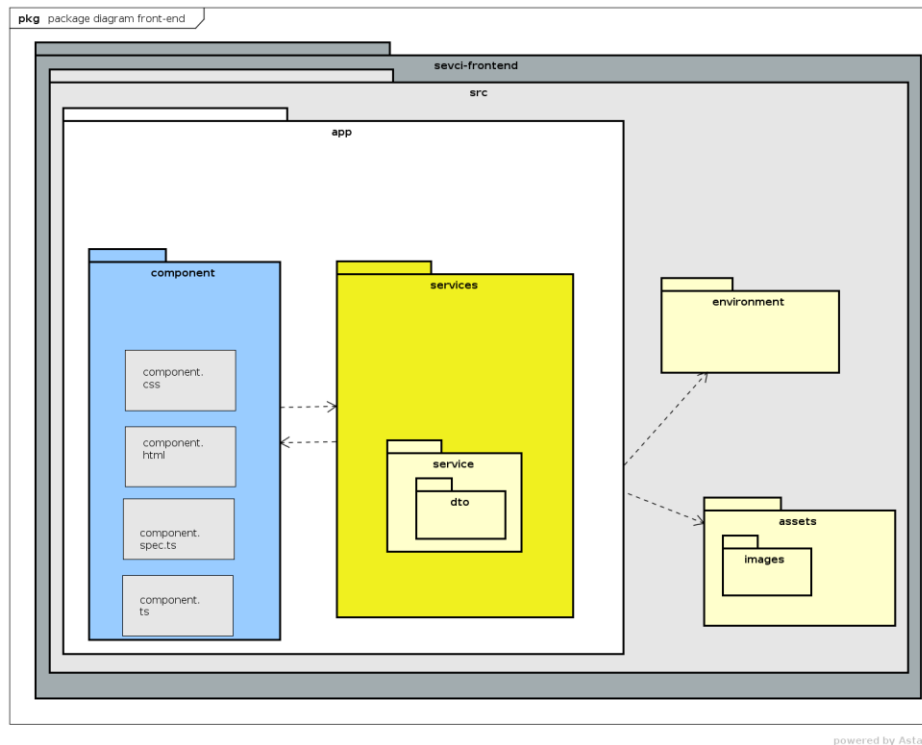 pkg package diagram front-end
sevci-frontend
src
app
component
services
environment
component.
css
component.
html
service
dto
assets
component.
spec.ts
images
component.
ts
powered by Asta